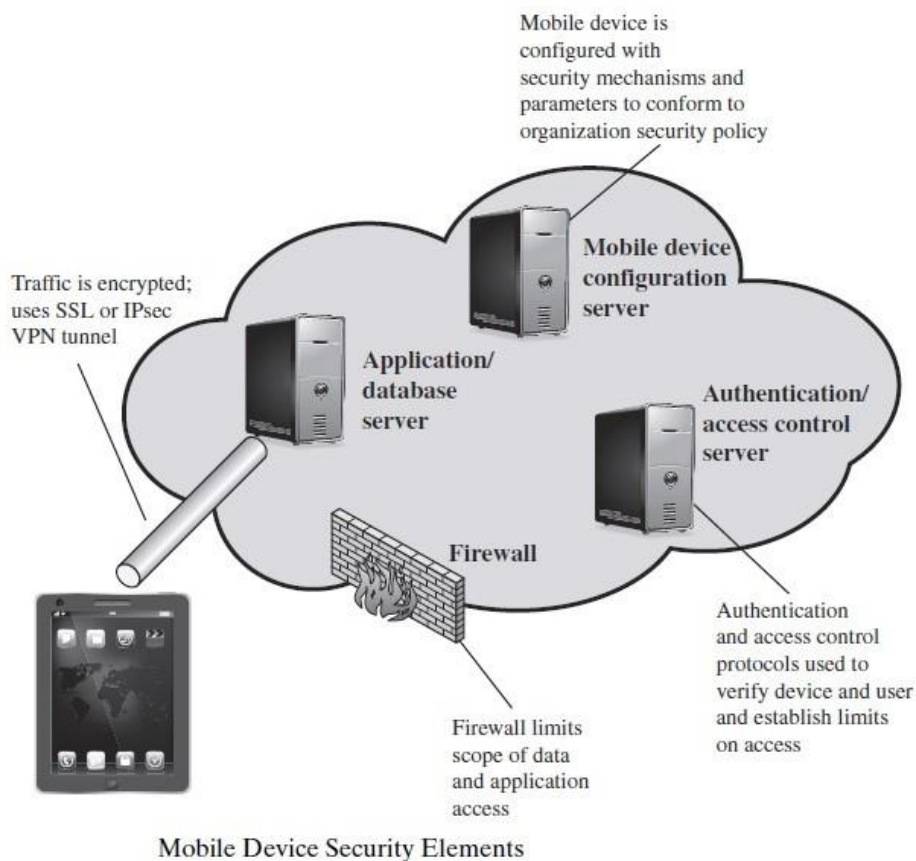 Mobile device is
configured with
security mechanisms and
parameters to conform to
organization security policy
Mobile device
configuration
server
Traffic is encrypted;
uses SSL or IPsec
VPN tunnel
Application/
database
server
Authentication/
access control
server
Firewall
Authentication
and access control
protocols used to
verify device and user
and establish limits
on access
Firewall limits
scope of data
and application
access
Mobile Device Security Elements